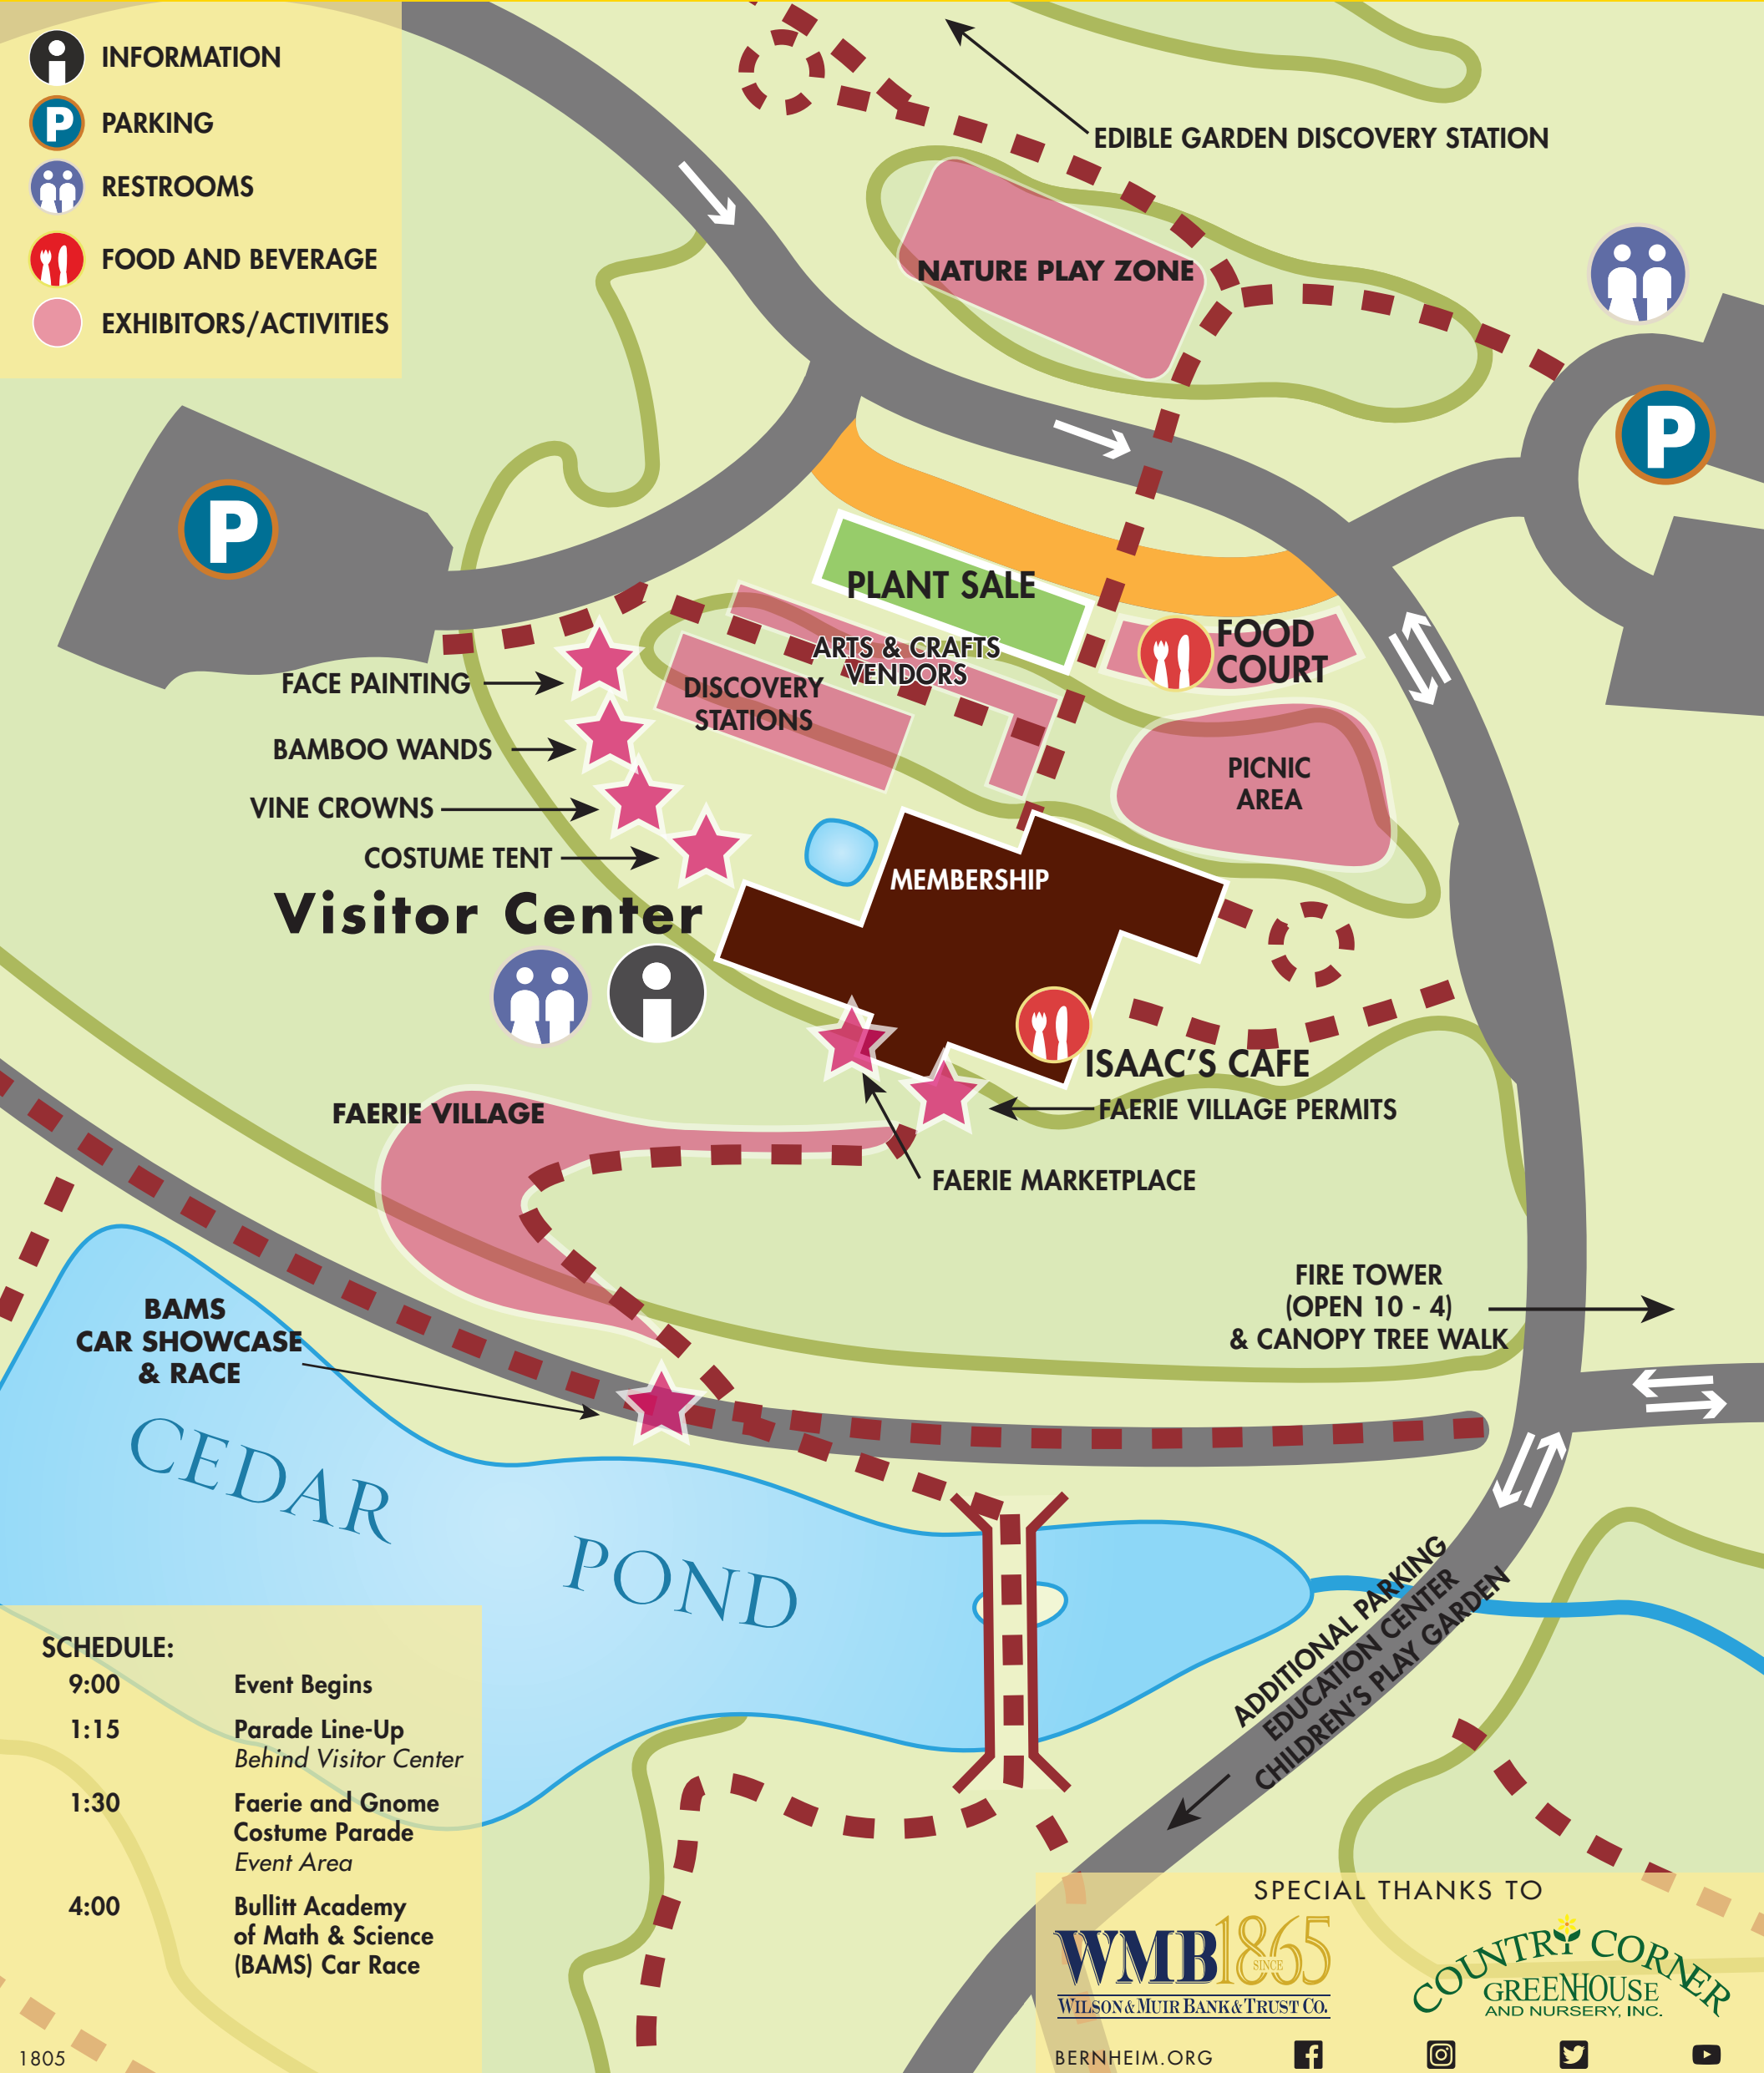 INFORMATION
P PARKING
RESTROOMS
FOOD AND BEVERAGE
EXHIBITORS/ACTIVITIES
EDIBLE GARDEN DISCOVERY STATION
NATURE PLAY ZONE
P
P
PLANT SALE
ARTS & CRAFTS
VENDORS
FOOD
COURT
DISCOVERY
STATIONS
PICNIC
AREA
FACE PAINTING
BAMBOO WANDS
VINE CROWNS
COSTUME TENT
MEMBERSHIP
Visitor Center
ISAAC'S CAFE
FAERIE VILLAGE PERMITS
FAERIE VILLAGE
FAERIE MARKETPLACE
FIRE TOWER
(OPEN 10 - 4)
& CANOPY TREE WALK
BAMS
CAR SHOWCASE
& RACE
CEDAR
POND
ADDITIONAL PARKING
EDUCATION CENTER
CHILDREN'S PLAY GARDEN
SCHEDULE:
9:00 Event Begins
1:15 Parade Line-Up
Behind Visitor Center
1:30 Faerie and Gnome
Costume Parade
Event Area
4:00 Bullitt Academy
of Math & Science
(BAMS) Car Race
1805
SPECIAL THANKS TO
WMB SINCE 1865
WILSON & MUIR BANK & TRUST CO.
COUNTRY CORNER
GREENHOUSE
AND NURSERY, INC.
BERNHEIM.ORG